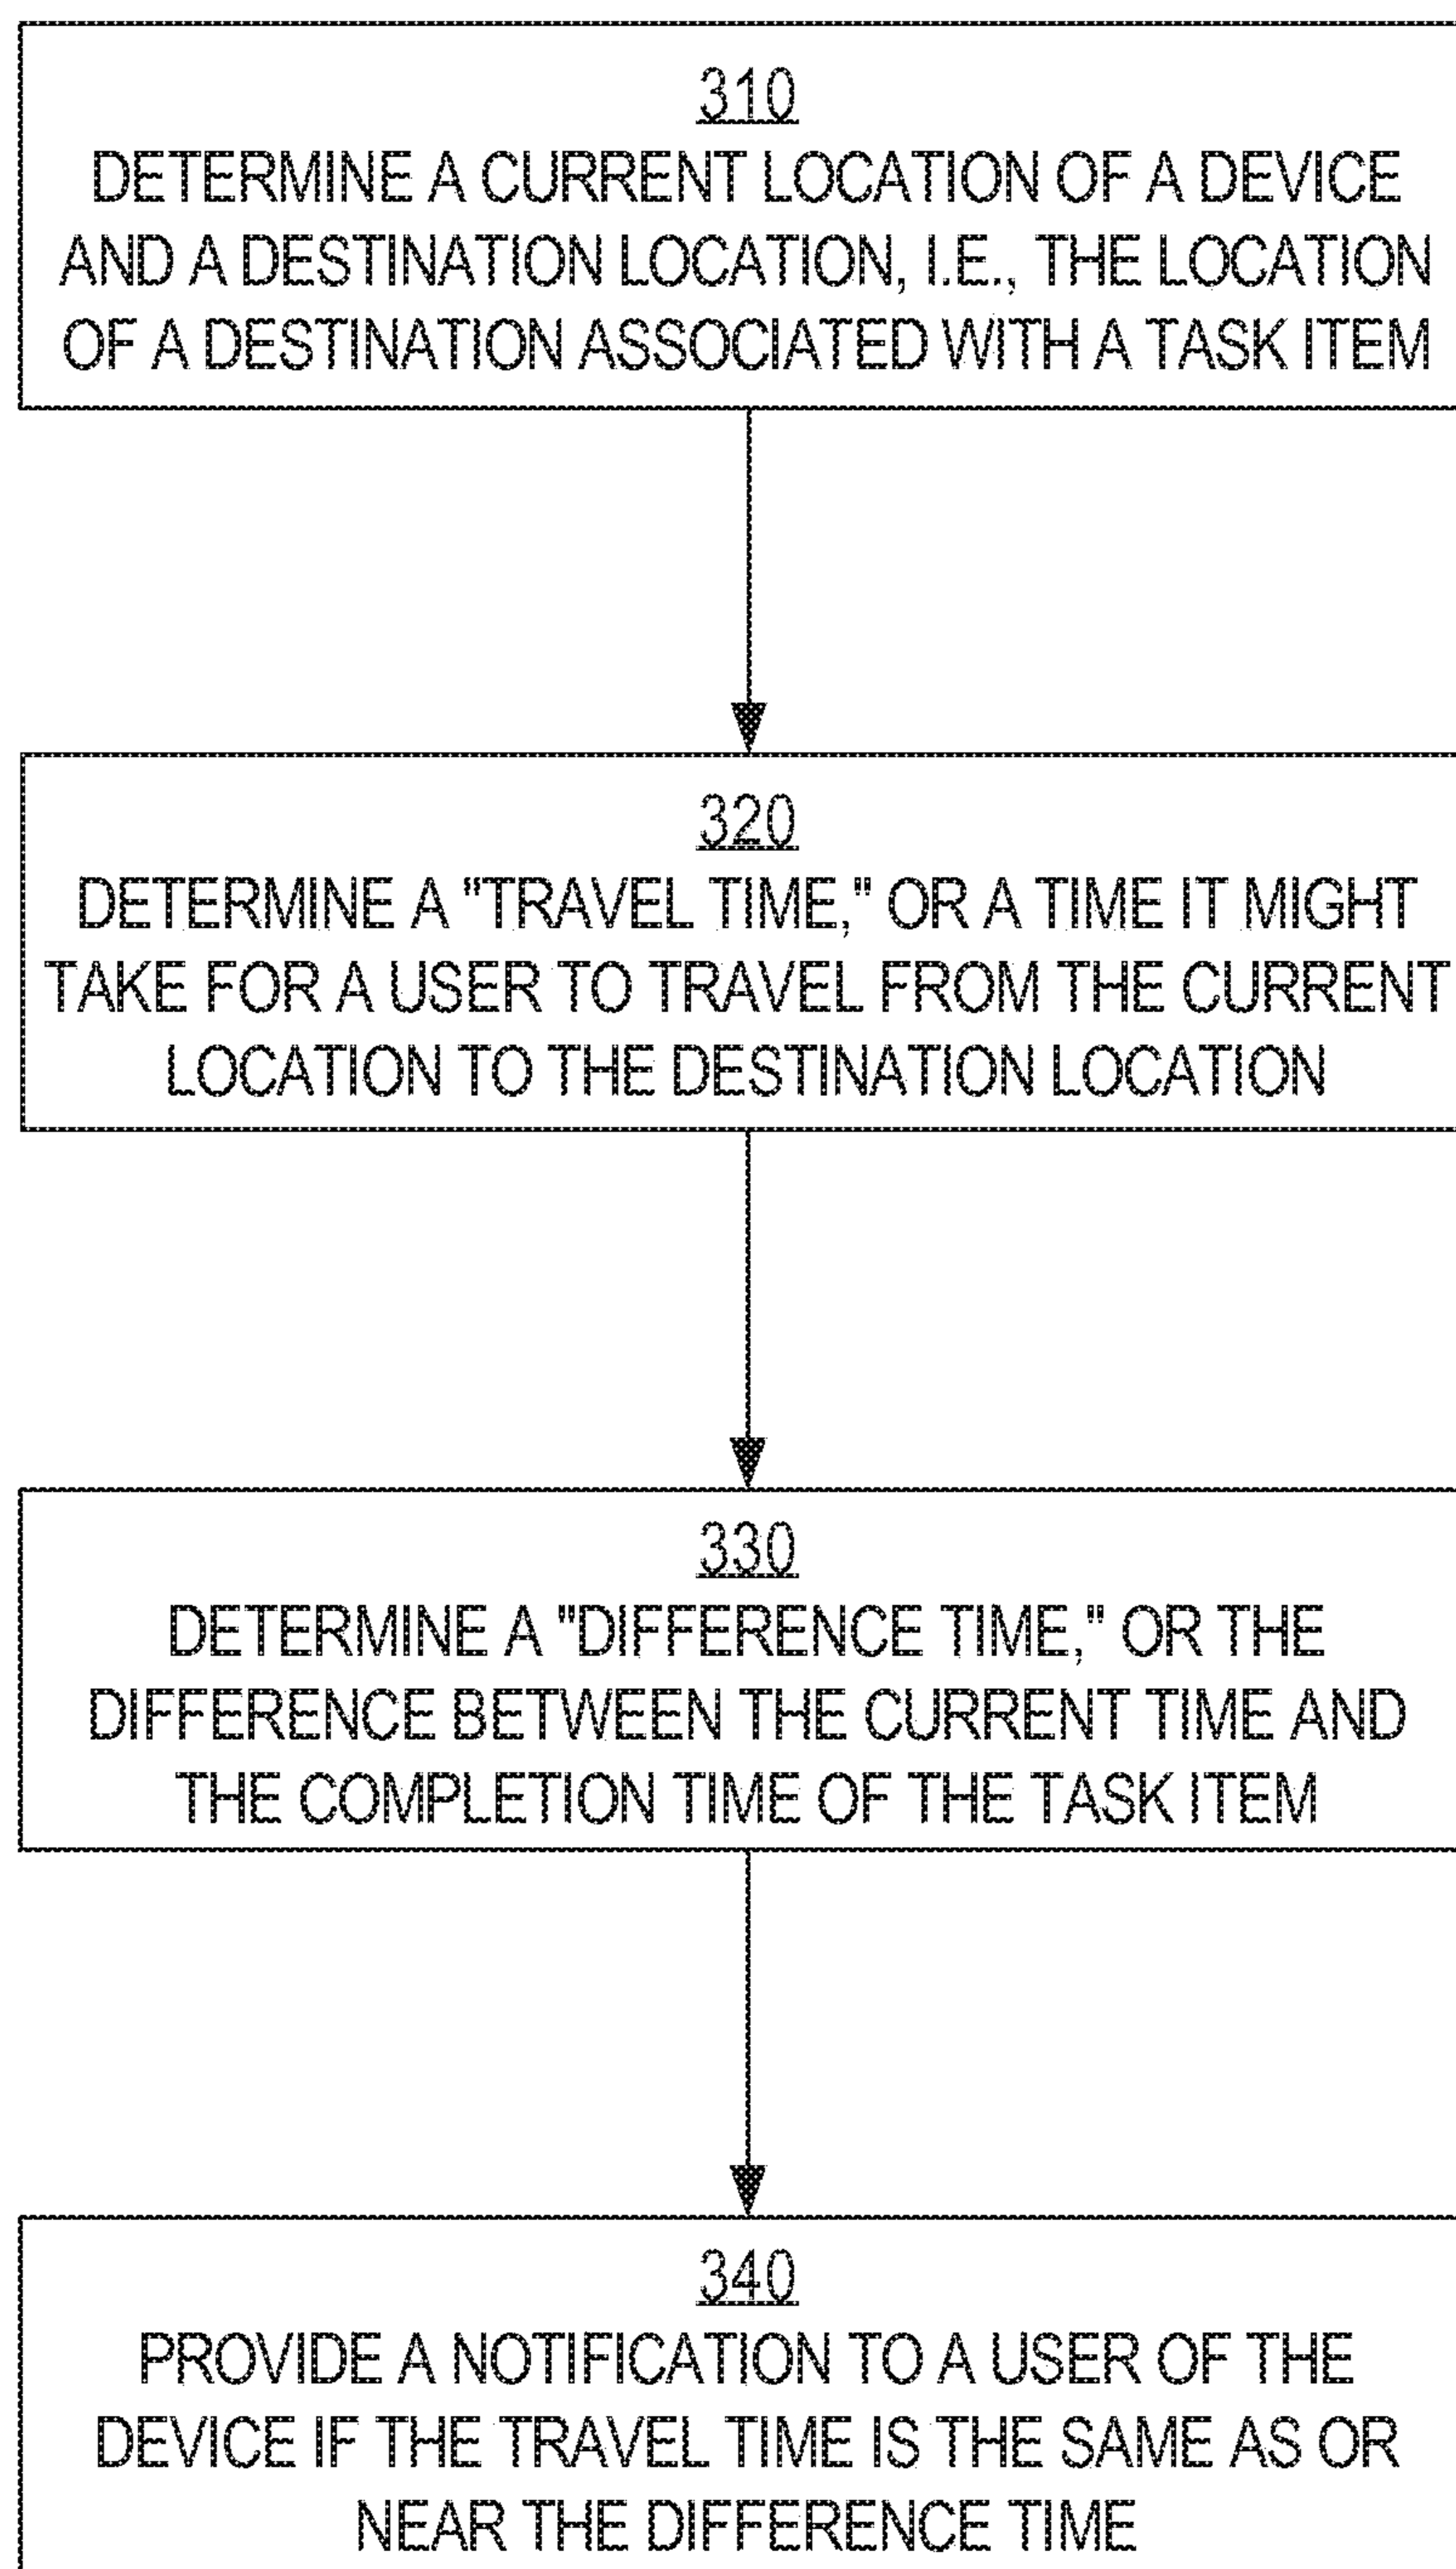 310
DETERMINE A CURRENT LOCATION OF A DEVICE
AND A DESTINATION LOCATION, I.E., THE LOCATION
OF A DESTINATION ASSOCIATED WITH A TASK ITEM
320
DETERMINE A "TRAVEL TIME," OR A TIME IT MIGHT
TAKE FOR A USER TO TRAVEL FROM THE CURRENT
LOCATION TO THE DESTINATION LOCATION
330
DETERMINE A "DIFFERENCE TIME," OR THE
DIFFERENCE BETWEEN THE CURRENT TIME AND
THE COMPLETION TIME OF THE TASK ITEM
340
PROVIDE A NOTIFICATION TO A USER OF THE
DEVICE IF THE TRAVEL TIME IS THE SAME AS OR
NEAR THE DIFFERENCE TIME